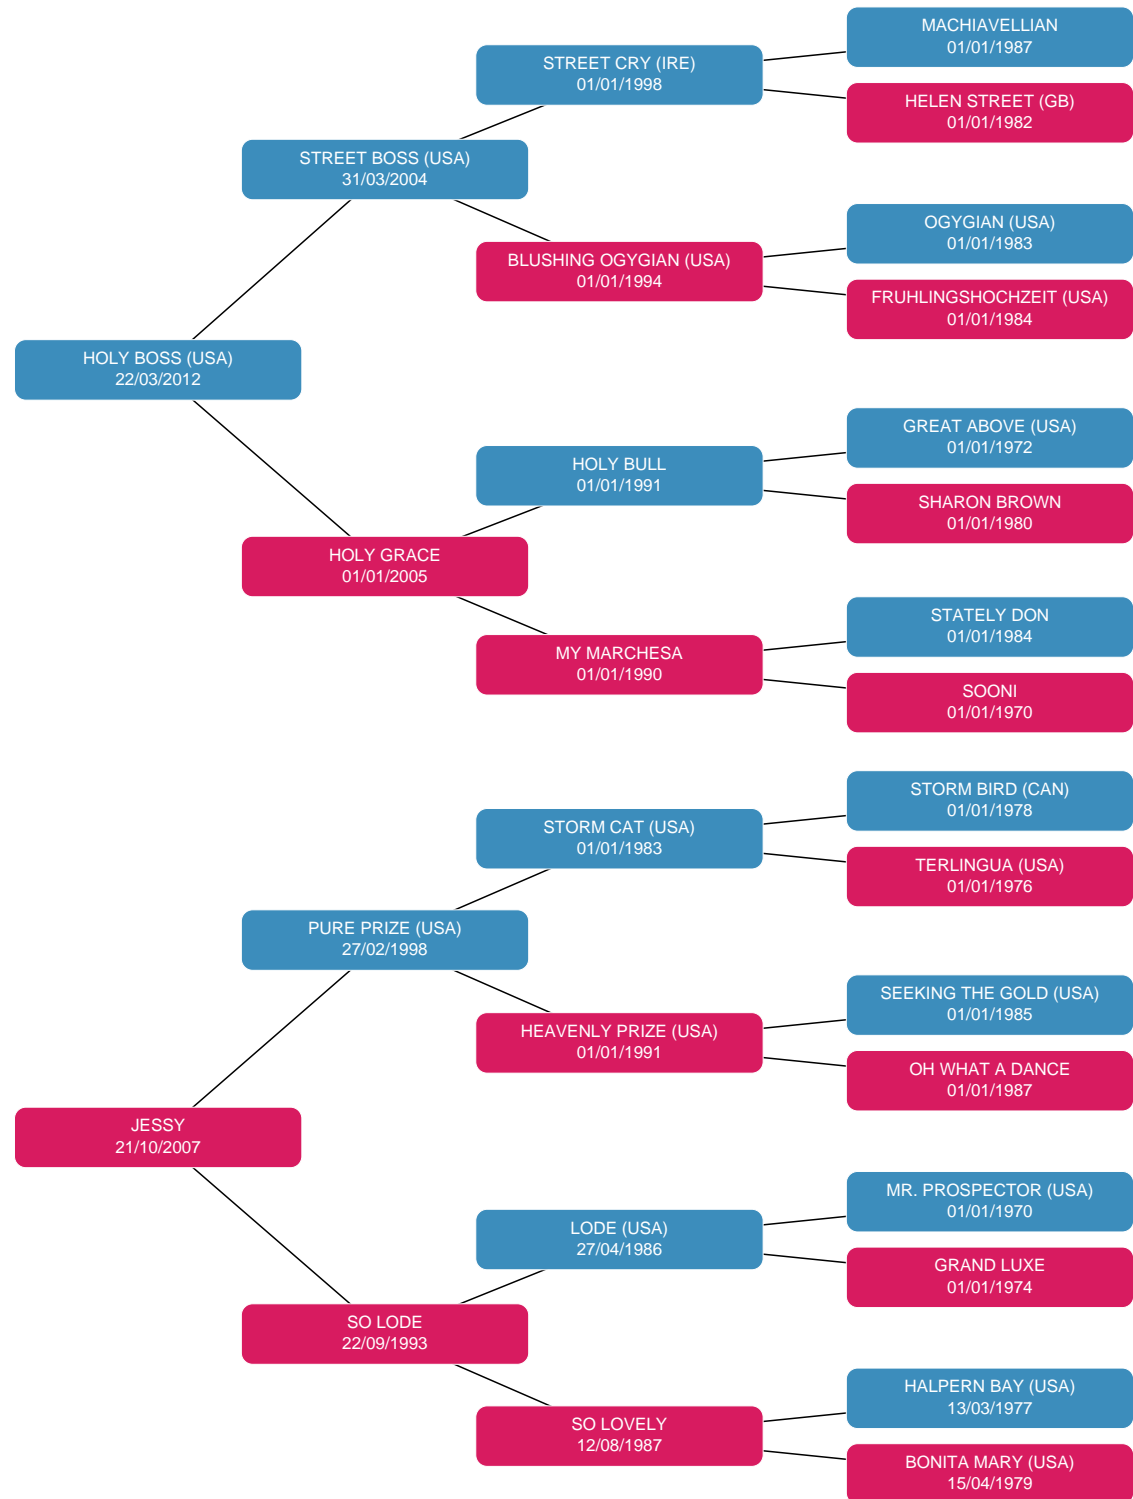 MACHIAVELLIAN
01/01/1987
STREET CRY (IRE)
01/01/1998
HELEN STREET (GB)
01/01/1982
STREET BOSS (USA)
31/03/2004
OGYGIAN (USA)
01/01/1983
BLUSHING OGYGIAN (USA)
01/01/1994
FRUHLINGSHOCHZEIT (USA)
01/01/1984
HOLY BOSS (USA)
22/03/2012
GREAT ABOVE (USA)
01/01/1972
HOLY BULL
01/01/1991
SHARON BROWN
01/01/1980
HOLY GRACE
01/01/2005
STATELY DON
01/01/1984
MY MARCHESA
01/01/1990
SOONI
01/01/1970
STORM BIRD (CAN)
01/01/1978
STORM CAT (USA)
01/01/1983
TERLINGUA (USA)
01/01/1976
PURE PRIZE (USA)
27/02/1998
SEEKING THE GOLD (USA)
01/01/1985
HEAVENLY PRIZE (USA)
01/01/1991
OH WHAT A DANCE
01/01/1987
JESSY
21/10/2007
MR. PROSPECTOR (USA)
01/01/1970
LODE (USA)
27/04/1986
GRAND LUXE
01/01/1974
SO LODE
22/09/1993
HALPERN BAY (USA)
13/03/1977
SO LOVELY
12/08/1987
BONITA MARY (USA)
15/04/1979